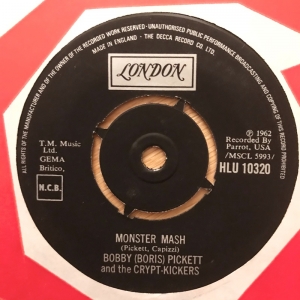 ALL RIGHTS OF THE MANUFACTURER AND OF THE OWNER OF THE RECORDED WORK RESERVED·UNAUTHORISED PUBLIC PERFORMANCE BROADCASTING AND COPYING OF THIS RECORD PROHIBITED
MADE IN ENGLAND · THE DECCA RECORD CO LTD.
LONDON
T.M. Music
Ltd.
GEMA
Britico,
N.C.B.
℗ 1962
Recorded By
Parrot, USA
/MSCL 5993/
HLU 10320
MONSTER MASH
(Pickett, Capizzi)
BOBBY (BORIS) PICKETT
and the CRYPT-KICKERS